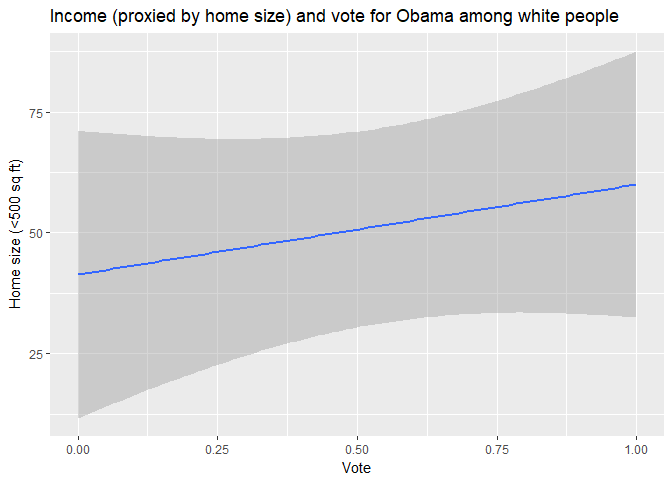 Income (proxied by home size) and vote for Obama among white people
Home size (<500 sq ft)
75
50
25
0.00 0.25 0.50 0.75 1.00
Vote